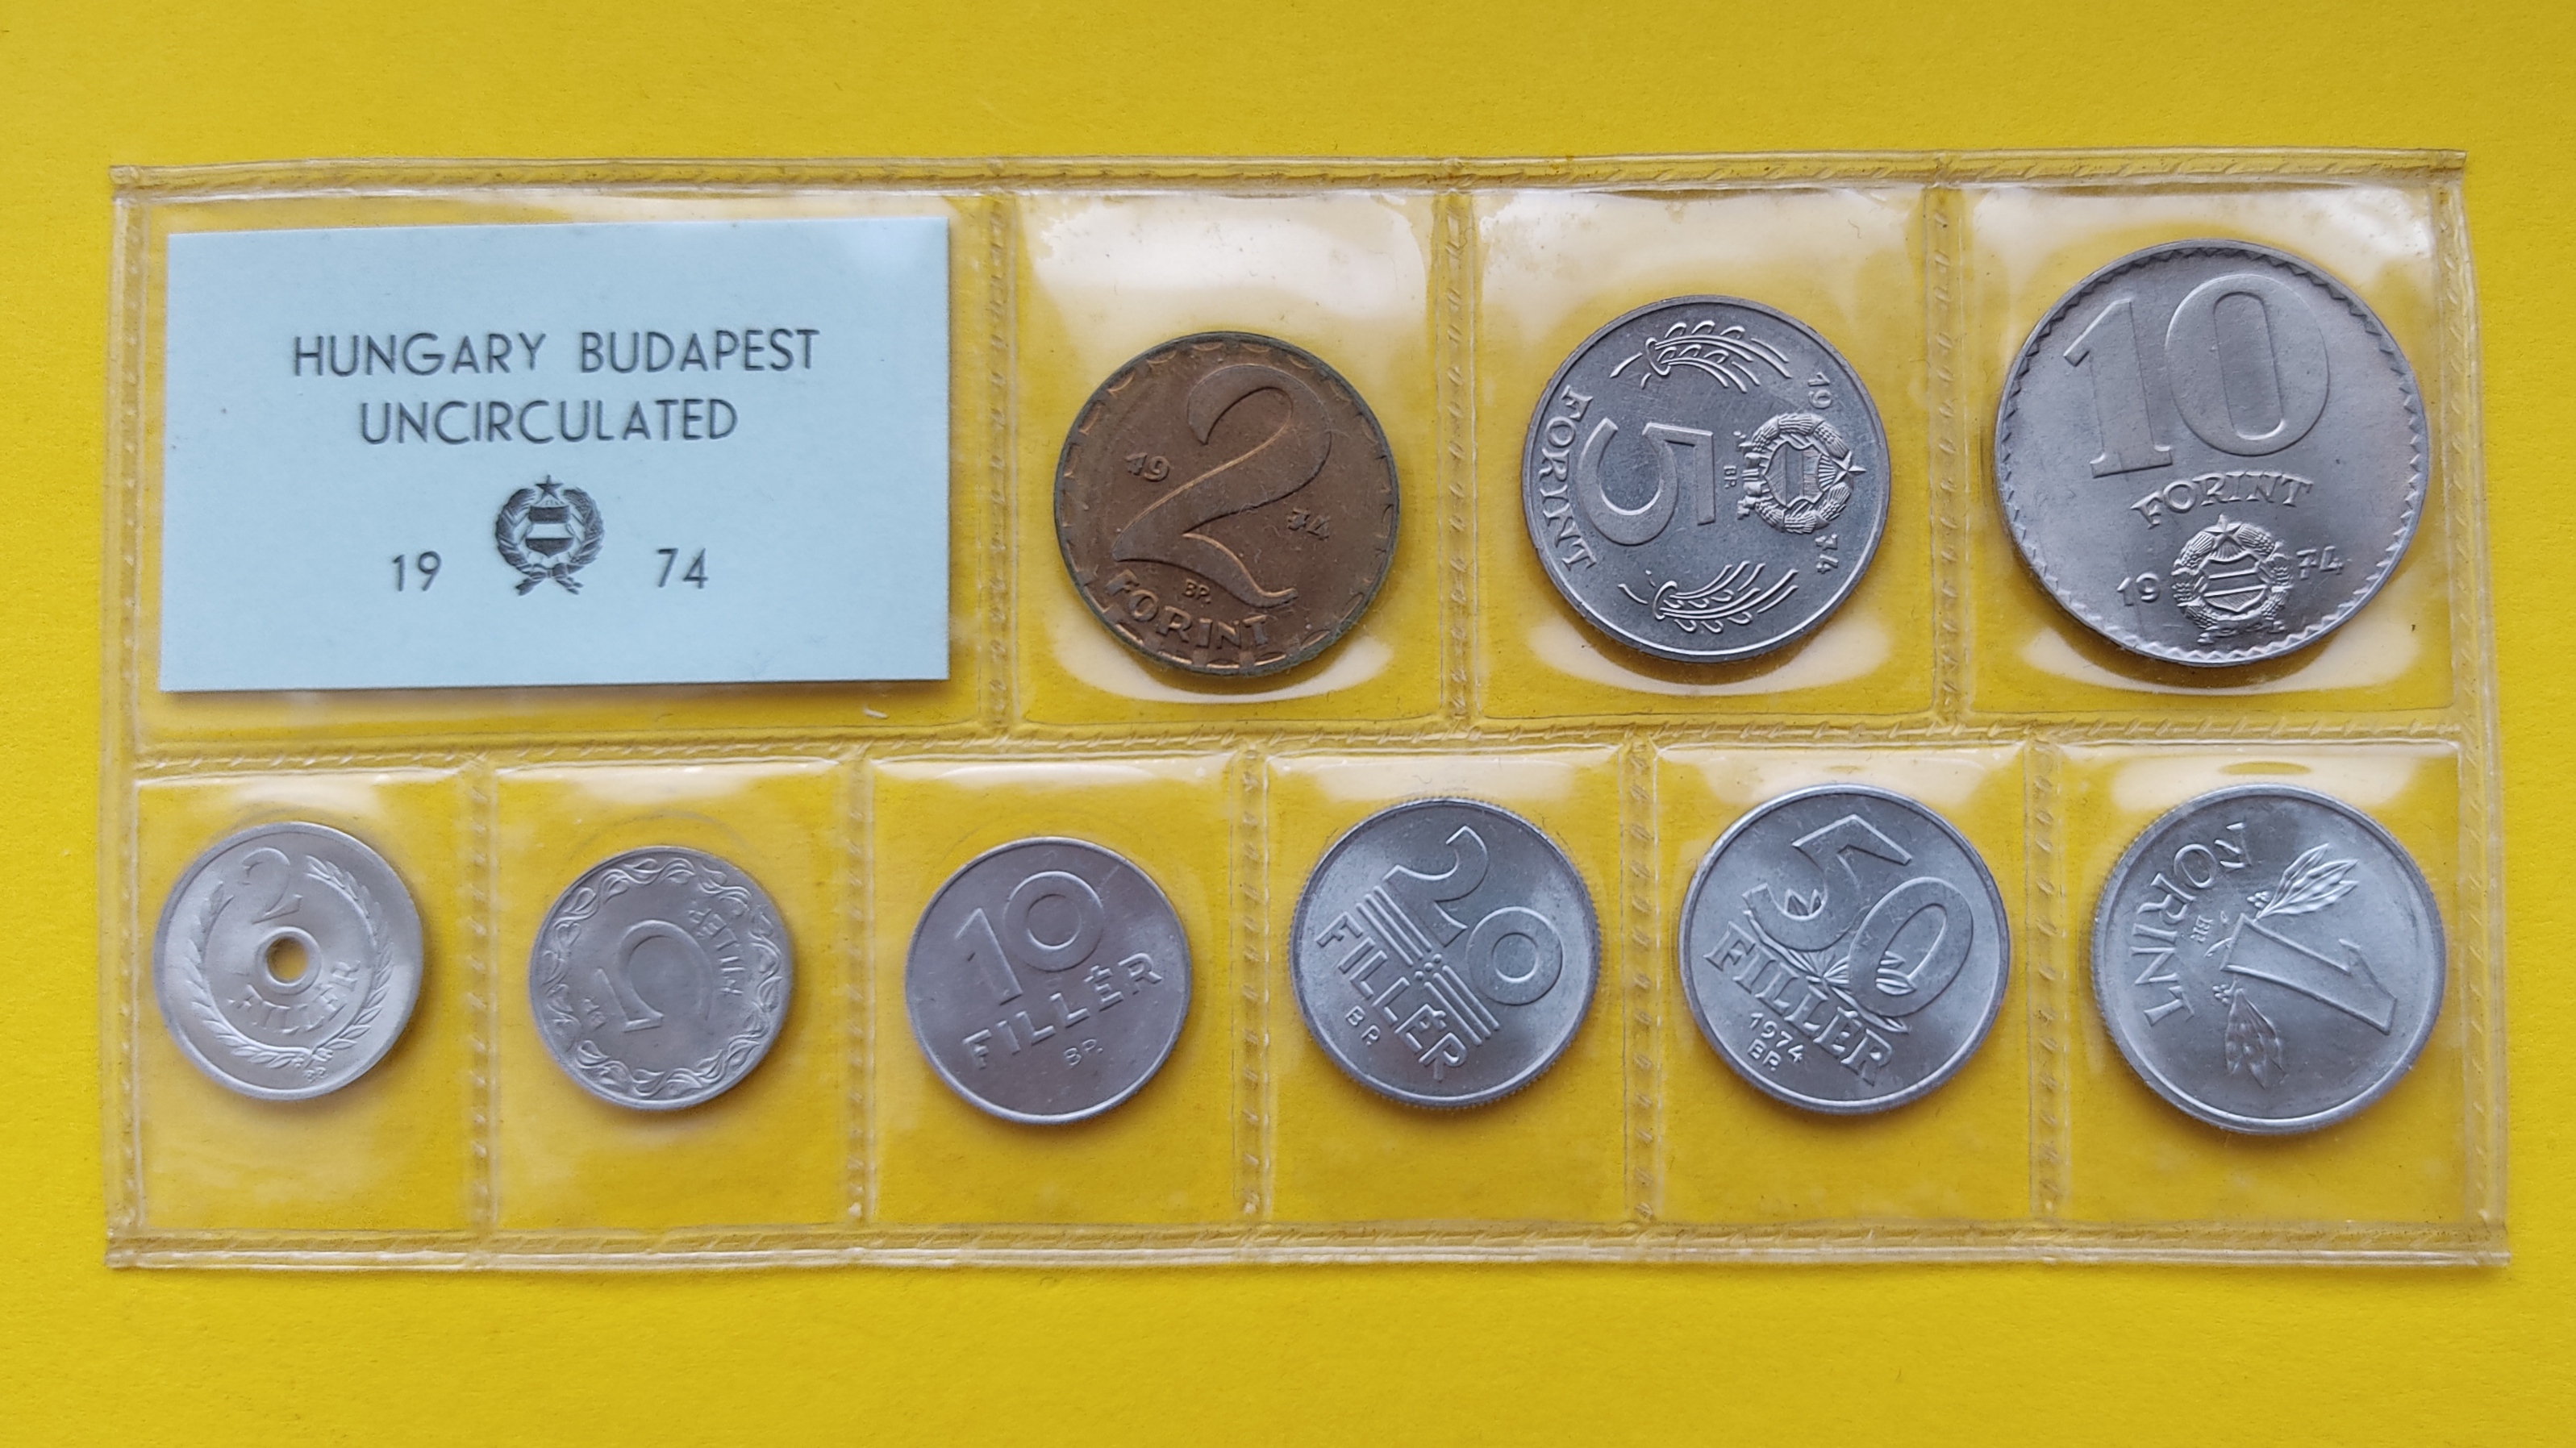 HUNGARY BUDAPEST
UNCIRCULATED
19 74
2
19 74
BP.
FORINT
19 74
BP.
5
FORINT
10
FORINT
19 74
2
FILLÉR
BP.
FILLÉR
5
BP.
10
FILLÉR
BP.
20
FILLÉR
BP.
50
FILLÉR
1974
BP.
1
BP.
FORINT